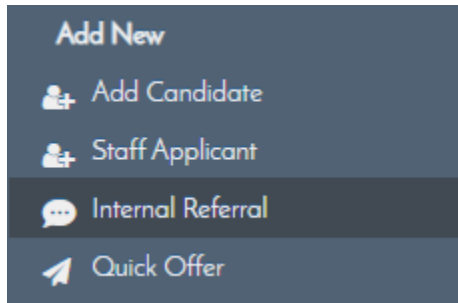 Add New
Add Candidate
Staff Applicant
Internal Referral
Quick Offer